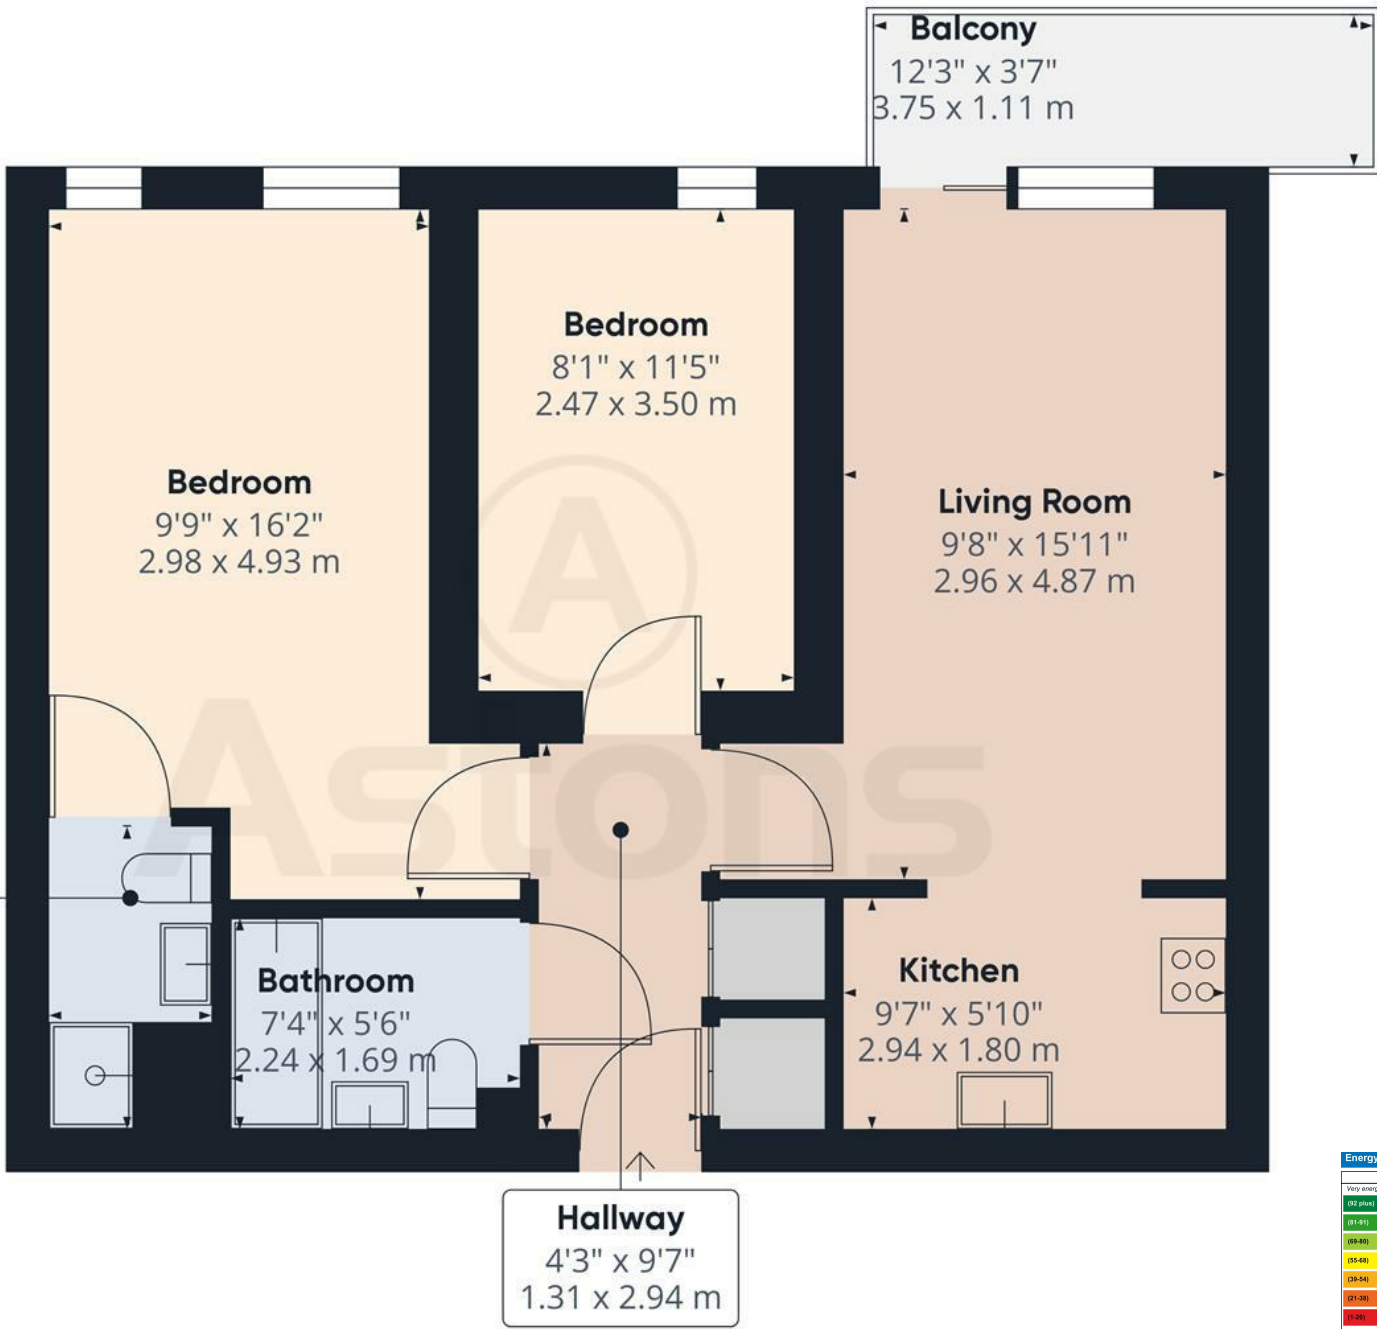 Balcony
12'3" x 3'7"
3.75 x 1.11 m
Bedroom
8'1" x 11'5"
2.47 x 3.50 m
Bedroom
9'9" x 16'2"
2.98 x 4.93 m
Living Room
9'8" x 15'11"
2.96 x 4.87 m
A
Astons
Bathroom
7'4" x 5'6"
2.24 x 1.69 m
Kitchen
9'7" x 5'10"
2.94 x 1.80 m
Hallway
4'3" x 9'7"
1.31 x 2.94 m
Energy
Very energ
(92 plus)
(81-91)
(69-80)
(55-68)
(39-54)
(21-38)
(1-20)